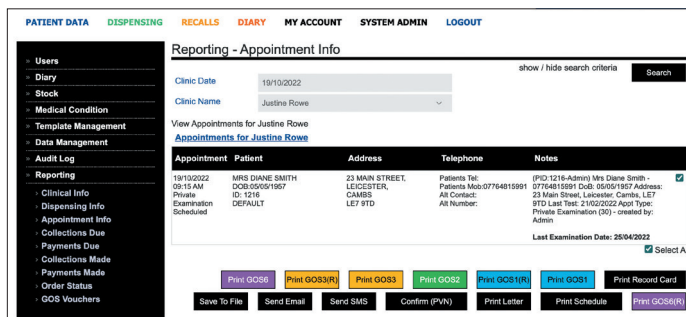 PATIENT DATA DISPENSING RECALLS DIARY MY ACCOUNT SYSTEM ADMIN LOGOUT
» Users
» Diary
» Stock
» Medical Condition
» Template Management
» Data Management
» Audit Log
» Reporting
› Clinical Info
› Dispensing Info
› Appointment Info
› Collections Due
› Payments Due
› Collections Made
› Payments Made
› Order Status
› GOS Vouchers
Reporting - Appointment Info
show / hide search criteria Search
Clinic Date 19/10/2022
Clinic Name Justine Rowe
View Appointments for Justine Rowe
Appointments for Justine Rowe
Appointment Patient Address Telephone Notes
19/10/2022 MRS DIANE SMITH 23 MAIN STREET, Patients Tel: (PID:1216-Admin) Mrs Diane Smith -
09:15 AM DOB:05/05/1957 LEICESTER, Patients Mob:07764815991 07764815991 DoB: 05/05/1957 Address:
Private ID: 1216 CAMBS Alt Contact: 23 Main Street, Leicester, Cambs, LE7
Examination DEFAULT LE7 9TD Alt Number: 9TD Last Test: 21/02/2022 Appt Type:
Scheduled Private Examination (30) - created by:
Admin
Last Examination Date: 25/04/2022
Select A
Print GOS6 Print GOS3(R) Print GOS3 Print GOS2 Print GOS1(R) Print GOS1 Print Record Card
Save To File Send Email Send SMS Confirm (PVN) Print Letter Print Schedule Print GOS6(R)